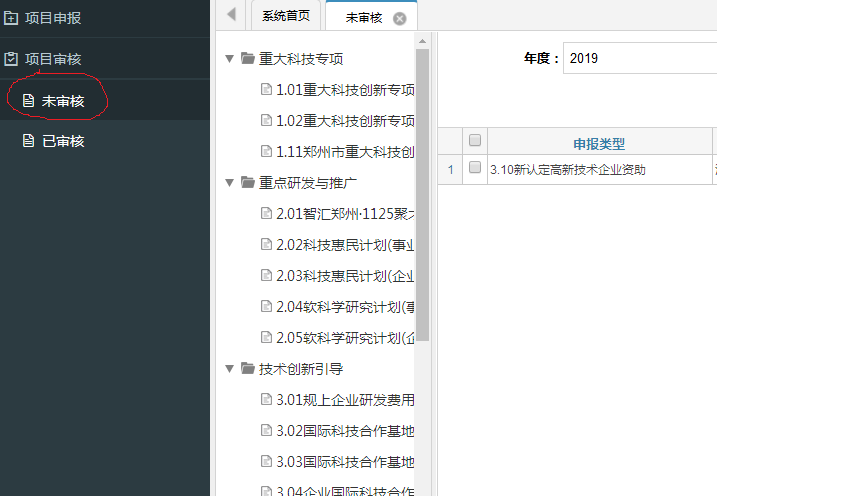 项目申报
项目审核
未审核
已审核
系统首页
未审核
重大科技专项
1.01重大科技创新专项
1.02重大科技创新专项
1.11郑州市重大科技创
重点研发与推广
2.01智汇郑州·1125聚才
2.02科技惠民计划(事业
2.03科技惠民计划(企业
2.04软科学研究计划(事
2.05软科学研究计划(企
技术创新引导
3.01规上企业研发费用
3.02国际科技合作基地
3.03国际科技合作基地
3.04企业国际科技合作
年度：2019
申报类型
1 3.10新认定高新技术企业资助